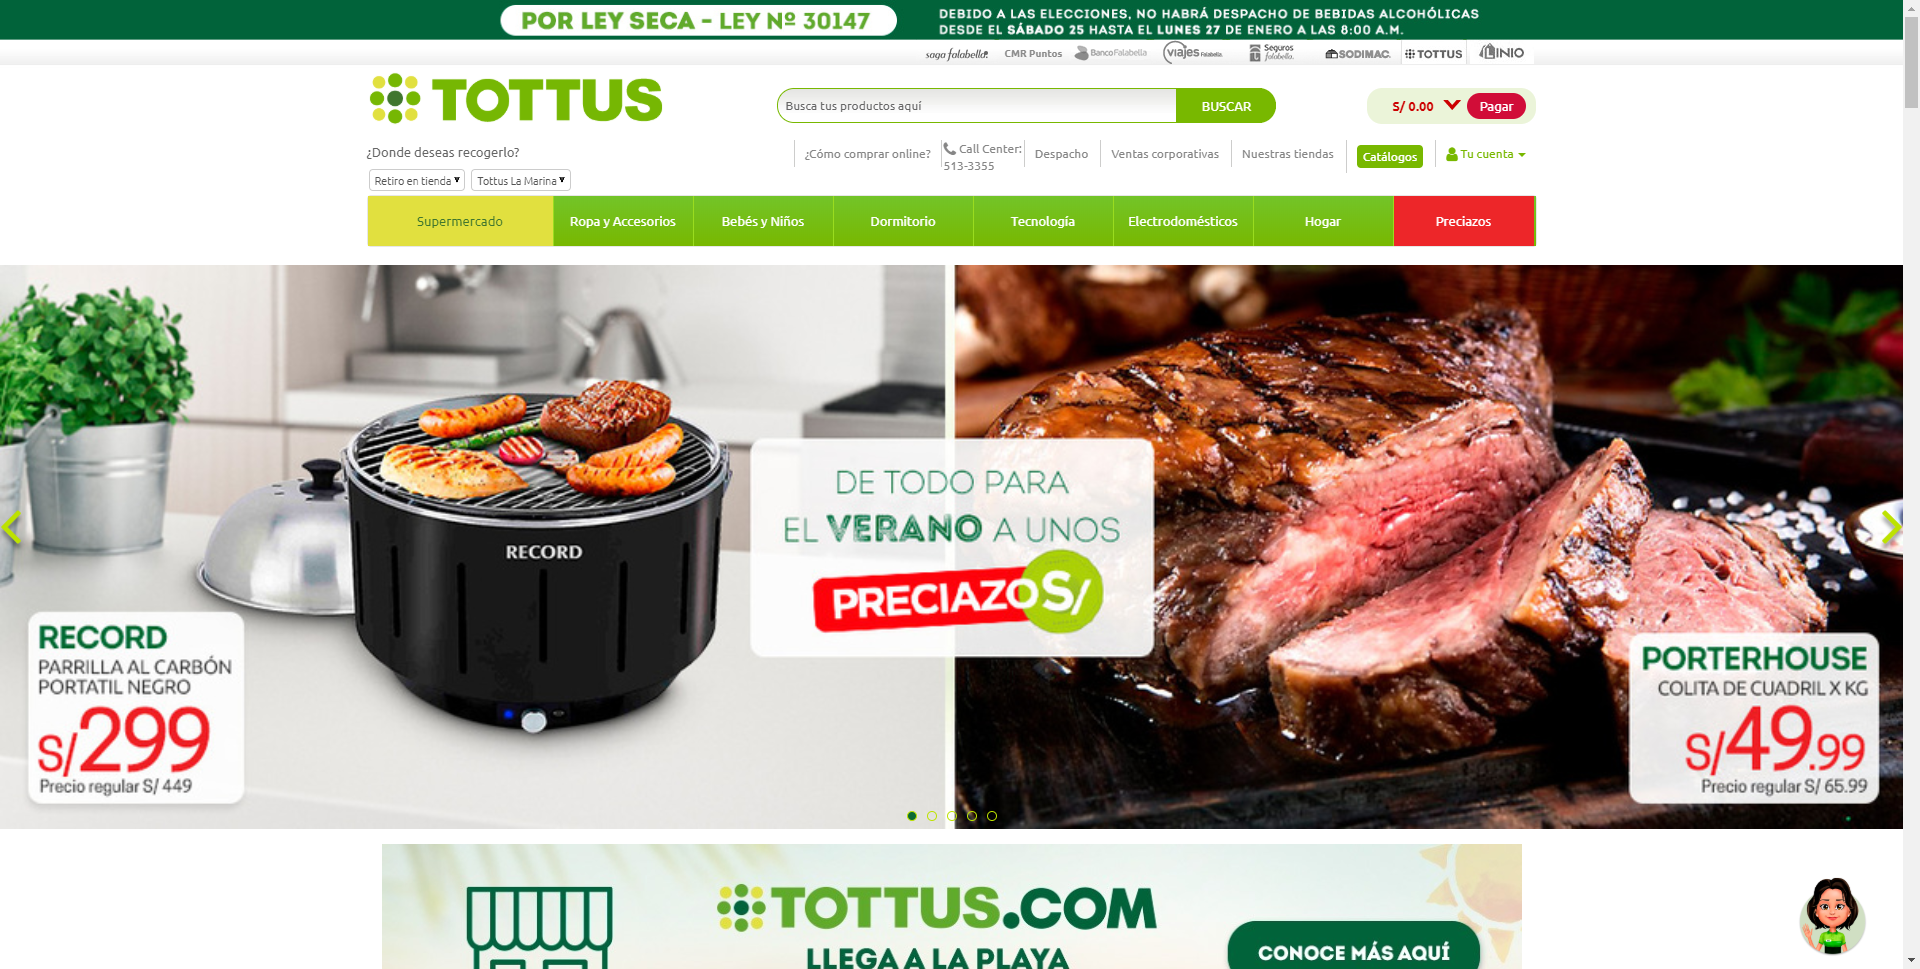 POR LEY SECA - LEY Nº 30147
DEBIDO A LAS ELECCIONES, NO HABRÁ DESPACHO DE BEBIDAS ALCOHÓLICAS
DESDE EL SÁBADO 25 HASTA EL LUNES 27 DE ENERO A LAS 8:00 A.M.
saga falabella.
CMR Puntos
Banco Falabella
viajes Falabella
Seguros falabella.
SODIMAC
TOTTUS
LINIO
TOTTUS
Busca tus productos aquí
BUSCAR
S/ 0.00
Pagar
¿Donde deseas recogerlo?
Retiro en tienda
Tottus La Marina
¿Cómo comprar online?
Call Center:
513-3355
Despacho
Ventas corporativas
Nuestras tiendas
Catálogos
Tu cuenta
Supermercado
Ropa y Accesorios
Bebés y Niños
Dormitorio
Tecnología
Electrodomésticos
Hogar
Preciazos
RECORD
DE TODO PARA
EL VERANO A UNOS
PRECIAZOS/
RECORD
PARRILLA AL CARBÓN
PORTATIL NEGRO
S/299
Precio regular S/ 449
PORTERHOUSE
COLITA DE CUADRIL X KG
S/49.99
Precio regular S/ 65.99
TOTTUS.COM
LLEGA A LA PLAYA
CONOCE MÁS AQUÍ